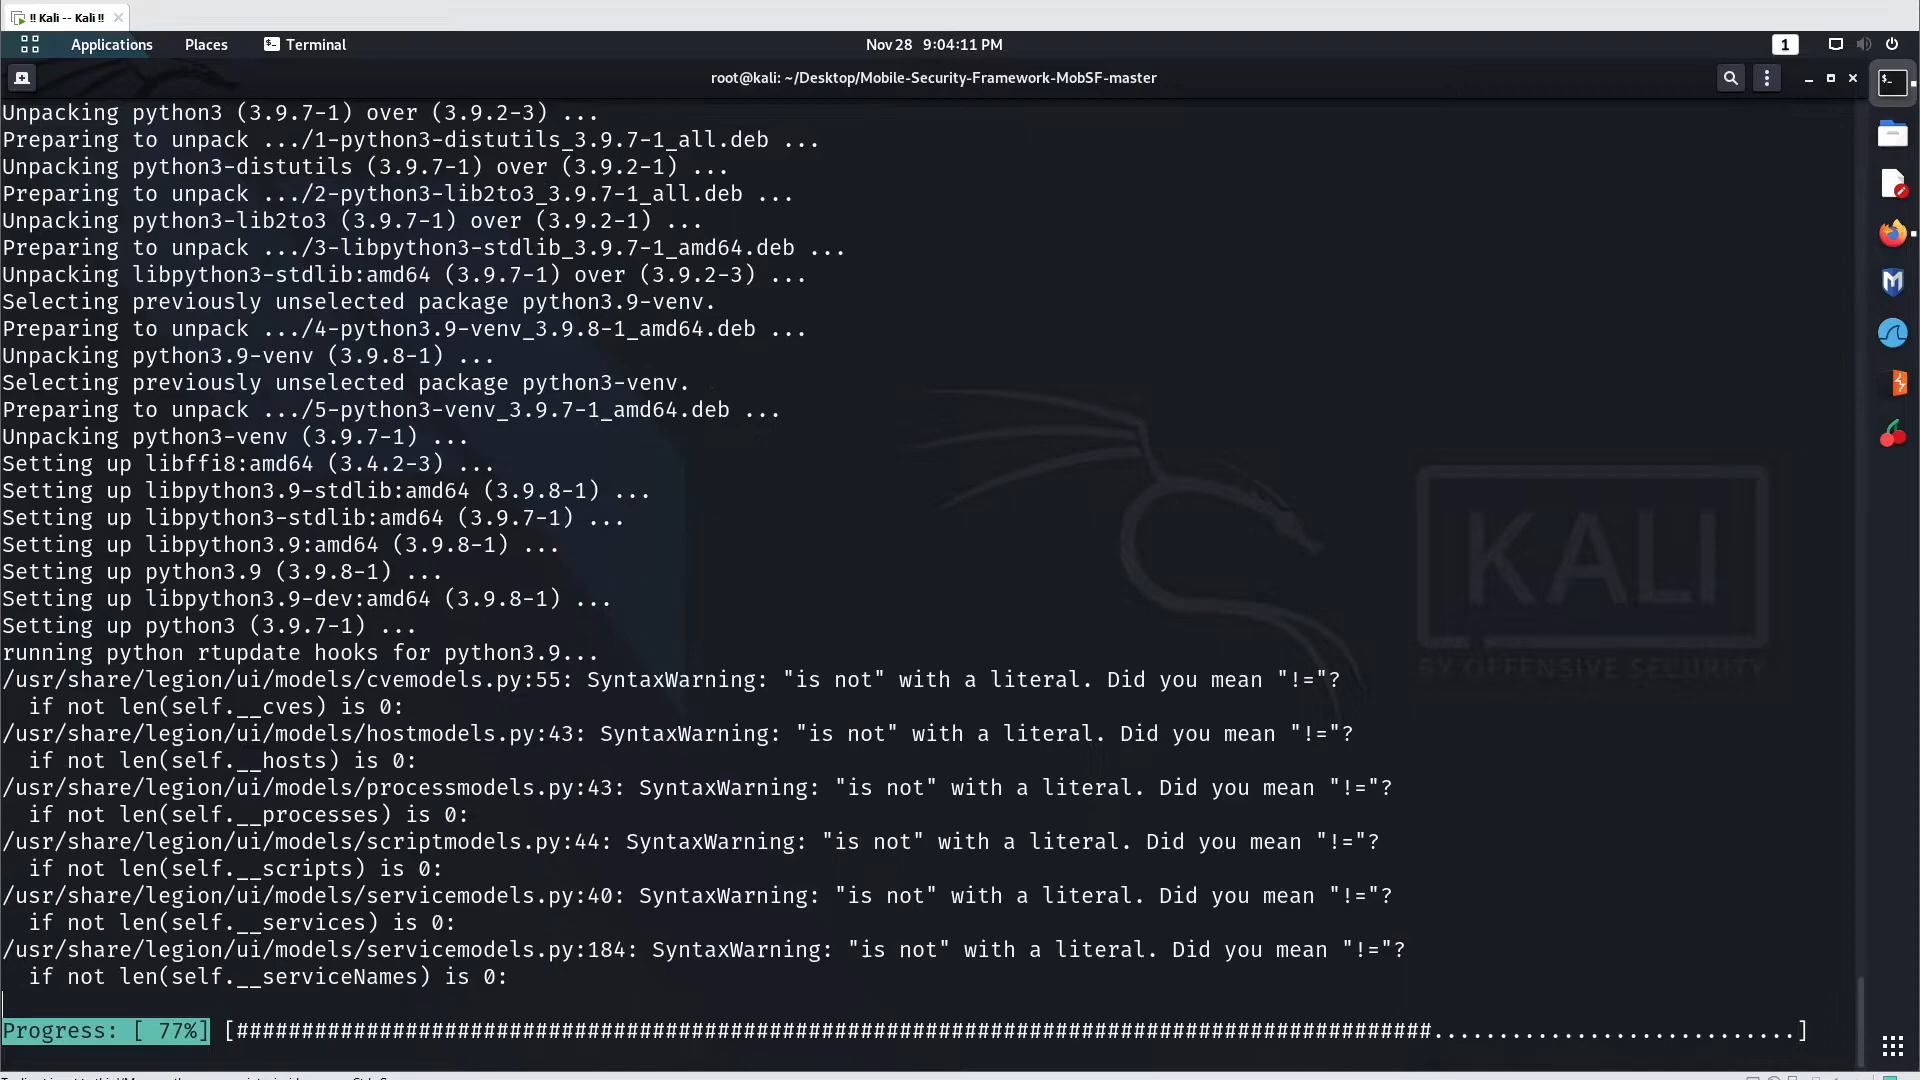 !! Kali -- Kali !!
Applications Places Terminal Nov 28 9:04:11 PM 1
root@kali: ~/Desktop/Mobile-Security-Framework-MobSF-master
Unpacking python3 (3.9.7-1) over (3.9.2-3) ...
Preparing to unpack .../1-python3-distutils_3.9.7-1_all.deb ...
Unpacking python3-distutils (3.9.7-1) over (3.9.2-1) ...
Preparing to unpack .../2-python3-lib2to3_3.9.7-1_all.deb ...
Unpacking python3-lib2to3 (3.9.7-1) over (3.9.2-1) ...
Preparing to unpack .../3-libpython3-stdlib_3.9.7-1_amd64.deb ...
Unpacking libpython3-stdlib:amd64 (3.9.7-1) over (3.9.2-3) ...
Selecting previously unselected package python3.9-venv.
Preparing to unpack .../4-python3.9-venv_3.9.8-1_amd64.deb ...
Unpacking python3.9-venv (3.9.8-1) ...
Selecting previously unselected package python3-venv.
Preparing to unpack .../5-python3-venv_3.9.7-1_amd64.deb ...
Unpacking python3-venv (3.9.7-1) ...
Setting up libffi8:amd64 (3.4.2-3) ...
Setting up libpython3.9-stdlib:amd64 (3.9.8-1) ...
Setting up libpython3-stdlib:amd64 (3.9.7-1) ...
Setting up libpython3.9:amd64 (3.9.8-1) ...
Setting up python3.9 (3.9.8-1) ...
Setting up libpython3.9-dev:amd64 (3.9.8-1) ...
Setting up python3 (3.9.7-1) ...
running python rtupdate hooks for python3.9...
/usr/share/legion/ui/models/cvemodels.py:55: SyntaxWarning: "is not" with a literal. Did you mean "!="?
  if not len(self.__cves) is 0:
/usr/share/legion/ui/models/hostmodels.py:43: SyntaxWarning: "is not" with a literal. Did you mean "!="?
  if not len(self.__hosts) is 0:
/usr/share/legion/ui/models/processmodels.py:43: SyntaxWarning: "is not" with a literal. Did you mean "!="?
  if not len(self.__processes) is 0:
/usr/share/legion/ui/models/scriptmodels.py:44: SyntaxWarning: "is not" with a literal. Did you mean "!="?
  if not len(self.__scripts) is 0:
/usr/share/legion/ui/models/servicemodels.py:40: SyntaxWarning: "is not" with a literal. Did you mean "!="?
  if not len(self.__services) is 0:
/usr/share/legion/ui/models/servicemodels.py:184: SyntaxWarning: "is not" with a literal. Did you mean "!="?
  if not len(self.__serviceNames) is 0:
Progress: [ 77%] [############################################################################################............................]
KALI
BY OFFENSIVE SECURITY